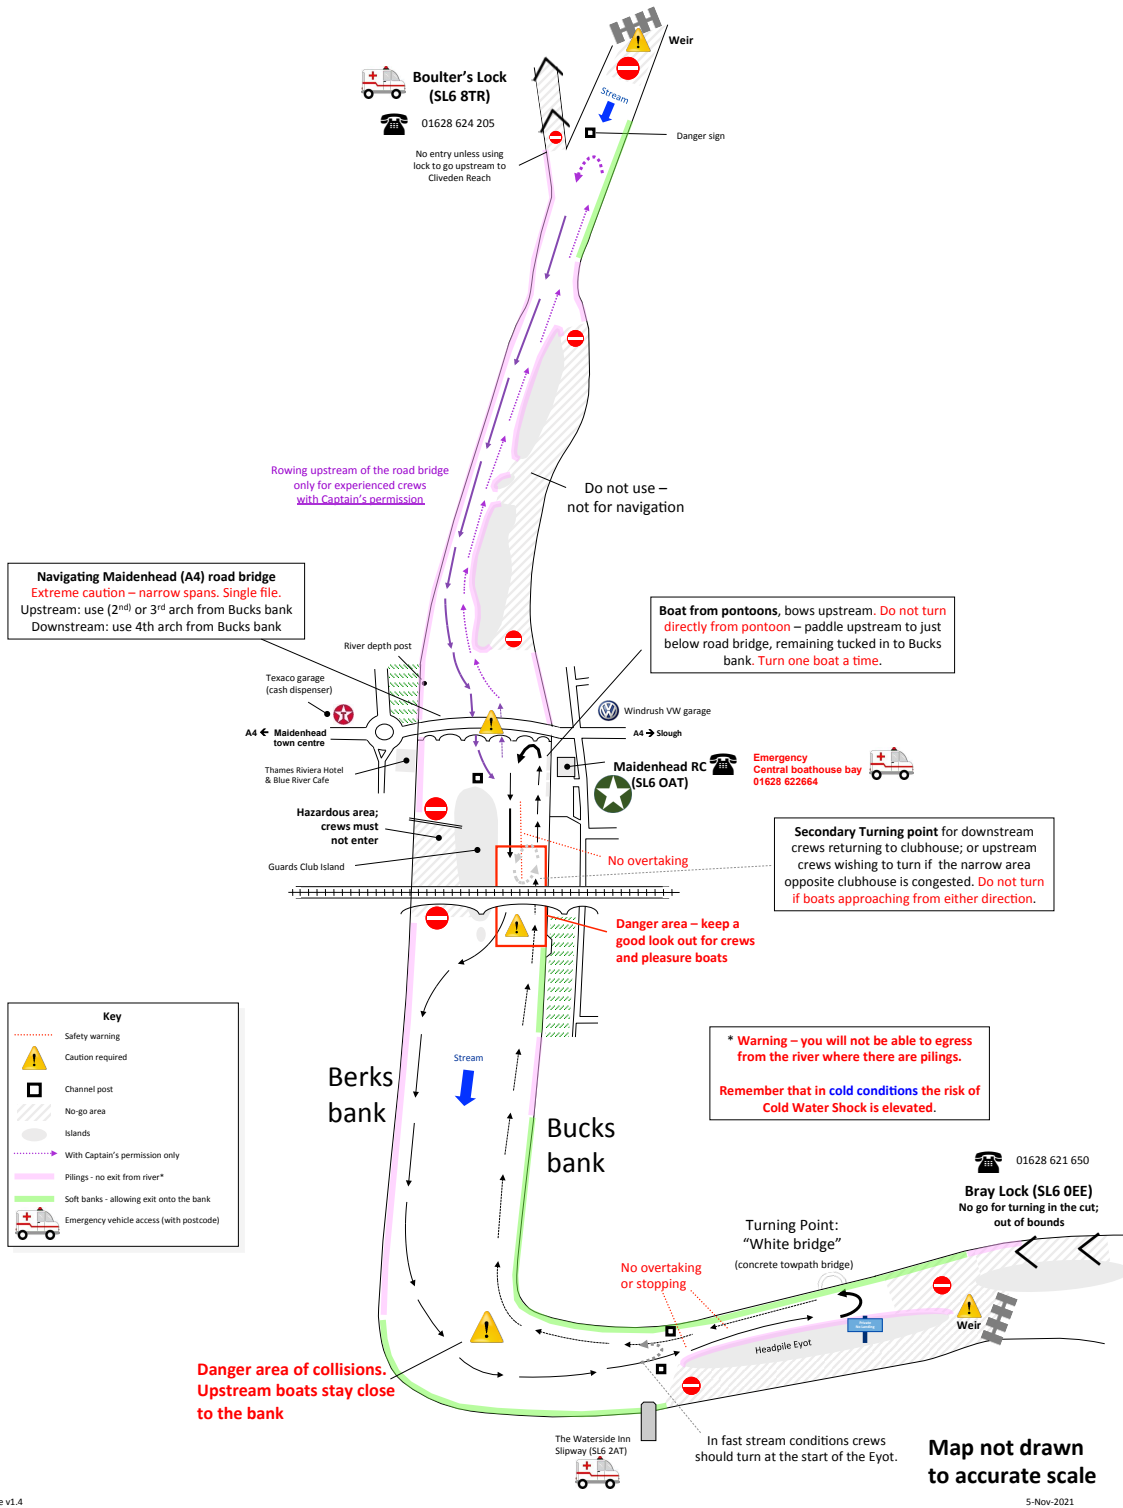 Weir
Boulter's Lock
(SL6 8TR)
01628 624 205
Stream
Danger sign
No entry unless using
lock to go upstream to
Cliveden Reach
Rowing upstream of the road bridge
only for experienced crews
with Captain's permission
Do not use –
not for navigation
Navigating Maidenhead (A4) road bridge
Extreme caution – narrow spans. Single file.
Upstream: use (2nd) or 3rd arch from Bucks bank
Downstream: use 4th arch from Bucks bank
Boat from pontoons, bows upstream. Do not turn
directly from pontoon – paddle upstream to just
below road bridge, remaining tucked in to Bucks
bank. Turn one boat a time.
River depth post
Texaco garage
(cash dispenser)
T
A4 ← Maidenhead
town centre
Windrush VW garage
A4 → Slough
Thames Riviera Hotel
& Blue River Cafe
Maidenhead RC
(SL6 OAT)
Emergency
Central boathouse bay
01628 622664
Hazardous area;
crews must
not enter
Guards Club Island
No overtaking
Secondary Turning point for downstream
crews returning to clubhouse; or upstream
crews wishing to turn if the narrow area
opposite clubhouse is congested. Do not turn
if boats approaching from either direction.
Danger area – keep a
good look out for crews
and pleasure boats
Key
Safety warning
Caution required
Channel post
No-go area
Islands
With Captain's permission only
Pilings - no exit from river*
Soft banks - allowing exit onto the bank
Emergency vehicle access (with postcode)
Berks
bank
Stream
Bucks
bank
* Warning – you will not be able to egress
from the river where there are pilings.
Remember that in cold conditions the risk of
Cold Water Shock is elevated.
01628 621 650
Bray Lock (SL6 0EE)
No go for turning in the cut;
out of bounds
Turning Point:
"White bridge"
(concrete towpath bridge)
No overtaking
or stopping
Weir
Headpile Eyot
Danger area of collisions.
Upstream boats stay close
to the bank
The Waterside Inn
Slipway (SL6 2AT)
In fast stream conditions crews
should turn at the start of the Eyot.
Map not drawn
to accurate scale
e v1.4
5-Nov-2021